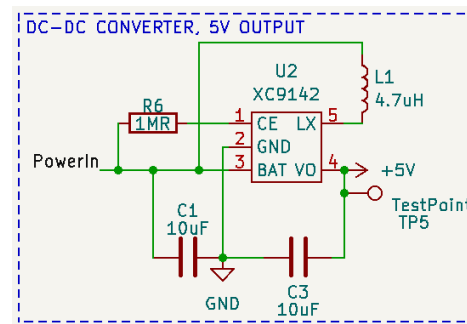 DC-DC CONVERTER, 5V OUTPUT
U2
XC9142
L1
4.7uH
R6
1MR
1 CE LX 5
2 GND
3 BAT VO 4
PowerIn
+5V
TestPoint
TP5
C1
10uF
GND
C3
10uF